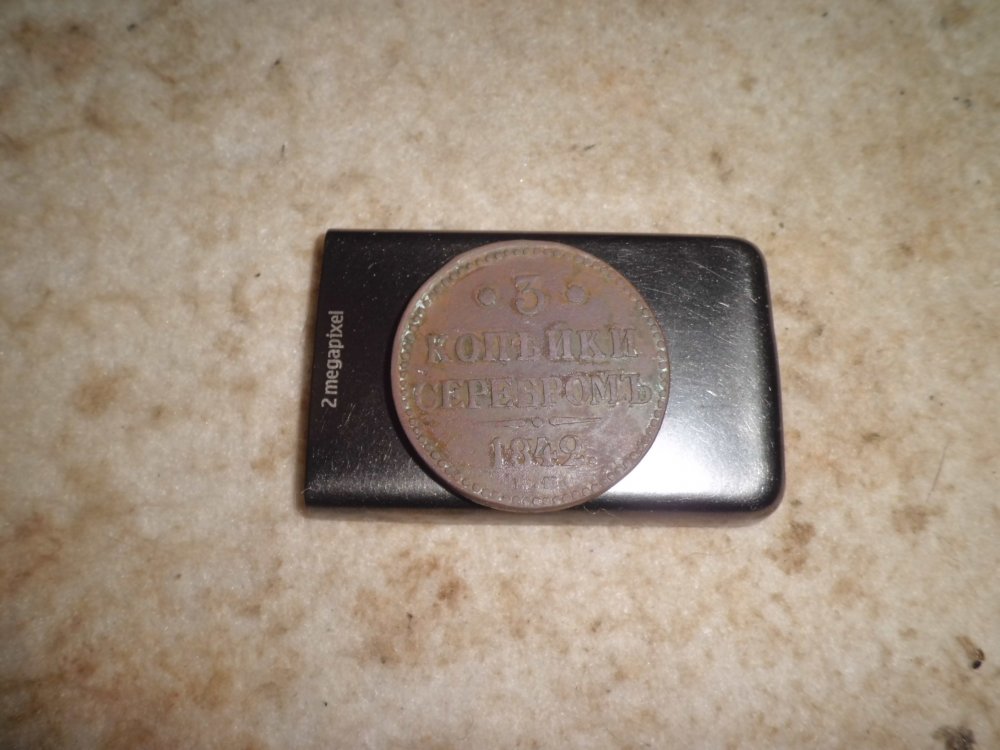 2 megapixel
3
КОПѢЙКИ
СЕРЕБРОМЪ
1842